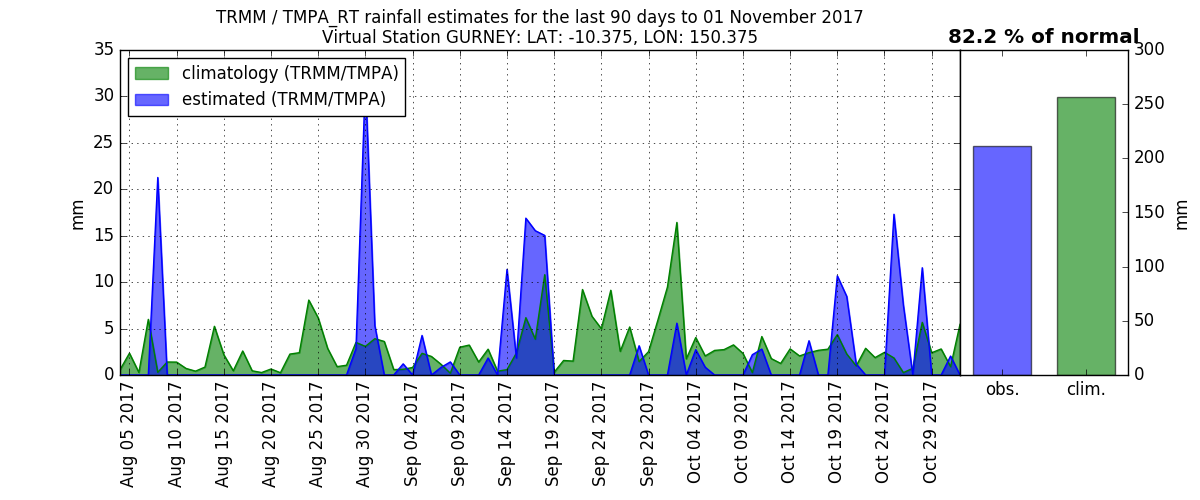 TRMM / TMPA_RT rainfall estimates for the last 90 days to 01 November 2017
Virtual Station GURNEY: LAT: -10.375, LON: 150.375
82.2 % of normal
climatology (TRMM/TMPA)
estimated (TRMM/TMPA)
mm
35
30
25
20
15
10
5
0
Aug 05 2017
Aug 10 2017
Aug 15 2017
Aug 20 2017
Aug 25 2017
Aug 30 2017
Sep 04 2017
Sep 09 2017
Sep 14 2017
Sep 19 2017
Sep 24 2017
Sep 29 2017
Oct 04 2017
Oct 09 2017
Oct 14 2017
Oct 19 2017
Oct 24 2017
Oct 29 2017
obs.
clim.
300
250
200
150
100
50
0
mm